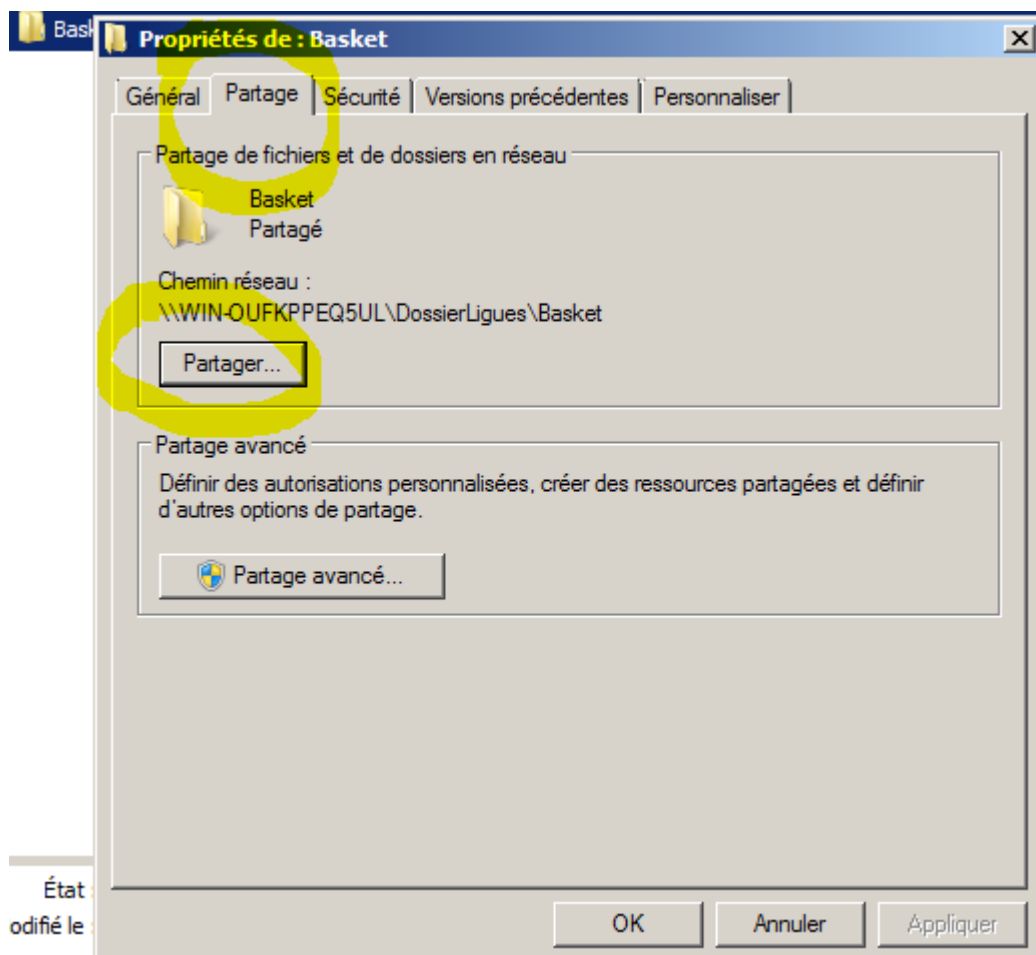 Bask
Propriétés de : Basket
Général
Partage
Sécurité
Versions précédentes
Personnaliser
Partage de fichiers et de dossiers en réseau
Basket
Partagé
Chemin réseau :
\\WIN-OUFKPPEQ5UL\DossierLigues\Basket
Partager...
Partage avancé
Définir des autorisations personnalisées, créer des ressources partagées et définir
d'autres options de partage.
Partage avancé...
État :
odifié le :
OK
Annuler
Appliquer